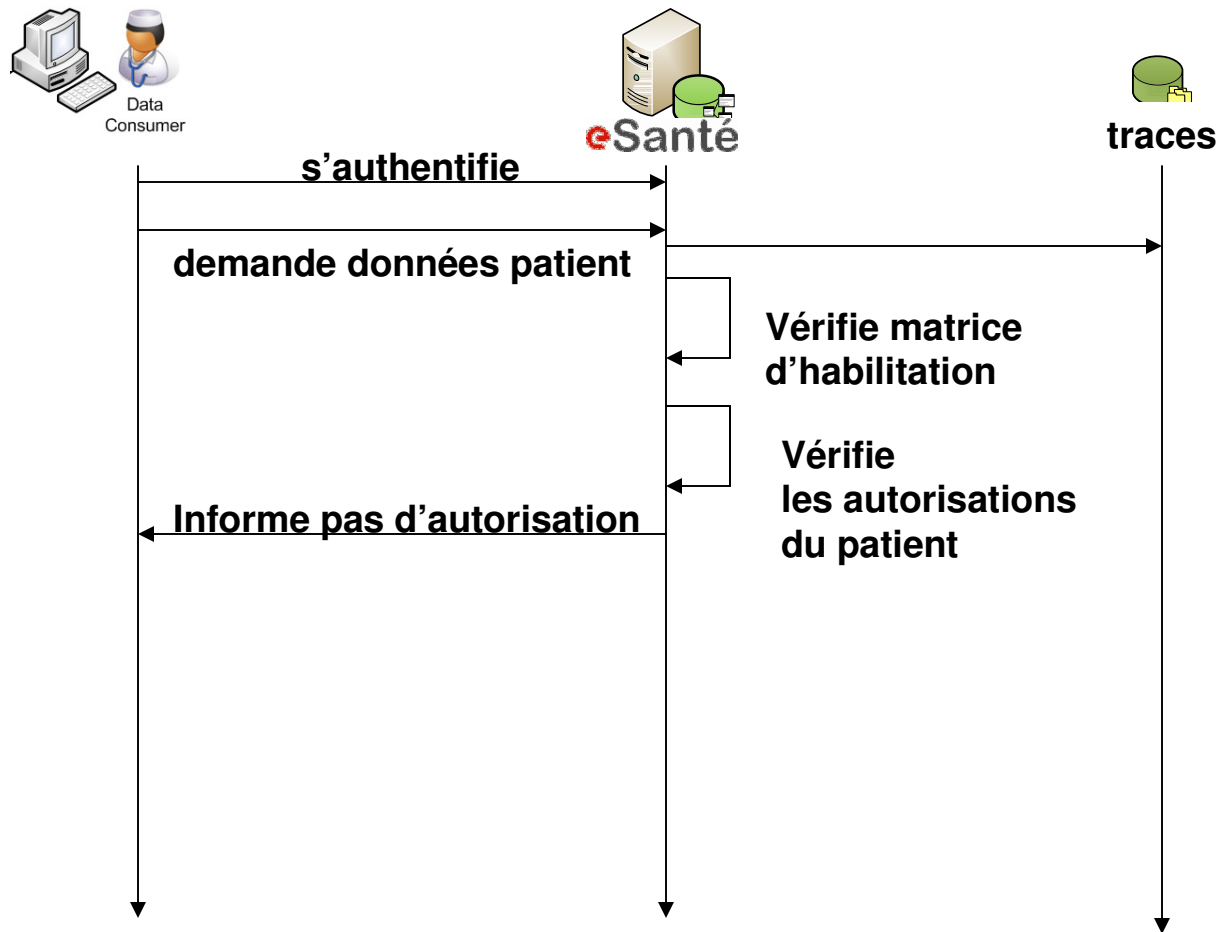 Data
Consumer
eSanté
traces
s’authentifie
demande données patient
Vérifie matrice
d’habilitation
Vérifie
les autorisations
du patient
Informe pas d’autorisation